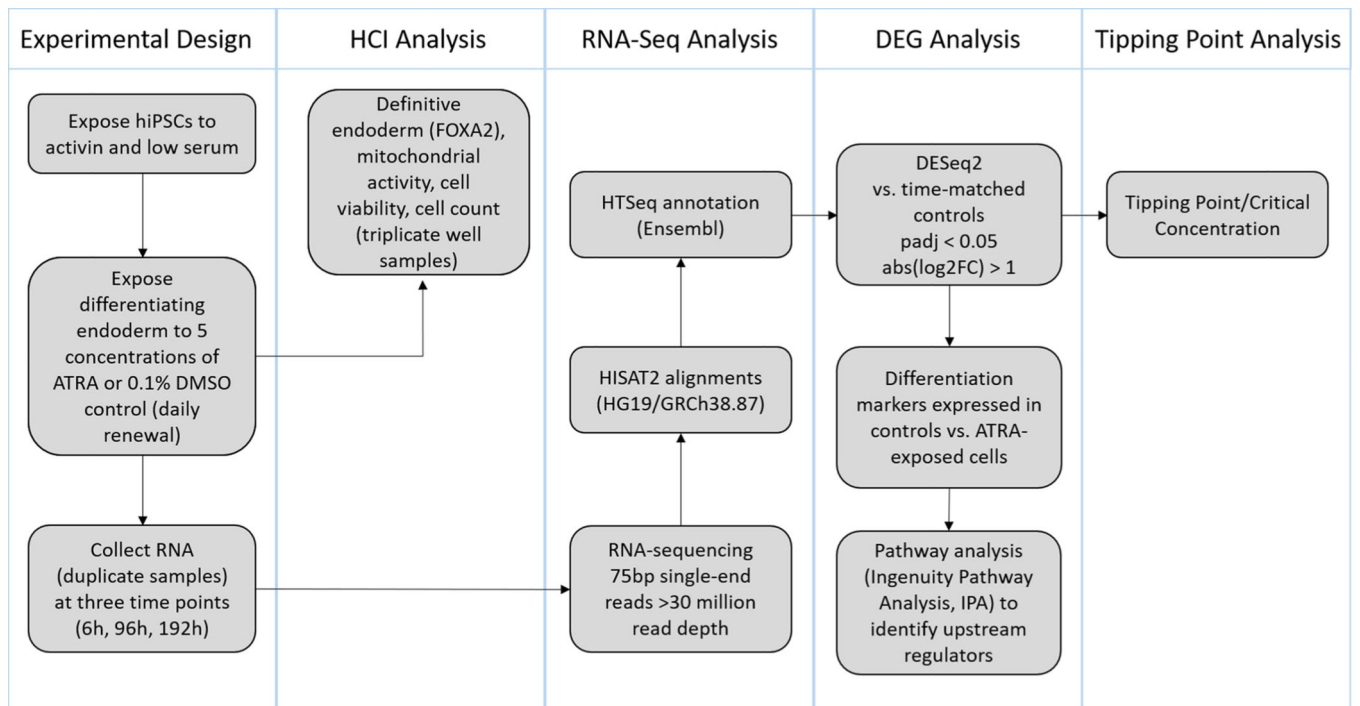 Experimental Design
HCI Analysis
RNA-Seq Analysis
DEG Analysis
Tipping Point Analysis
Expose hiPSCs to
activin and low serum
Expose
differentiating
endoderm to 5
concentrations of
ATRA or 0.1% DMSO
control (daily
renewal)
Collect RNA
(duplicate samples)
at three time points
(6h, 96h, 192h)
Definitive
endoderm (FOXA2),
mitochondrial
activity, cell
viability, cell count
(triplicate well
samples)
HTSeq annotation
(Ensembl)
HISAT2 alignments
(HG19/GRCh38.87)
RNA-sequencing
75bp single-end
reads >30 million
read depth
DESeq2
vs. time-matched
controls
padj < 0.05
abs(log2FC) > 1
Differentiation
markers expressed in
controls vs. ATRA-
exposed cells
Pathway analysis
(Ingenuity Pathway
Analysis, IPA) to
identify upstream
regulators
Tipping Point/Critical
Concentration